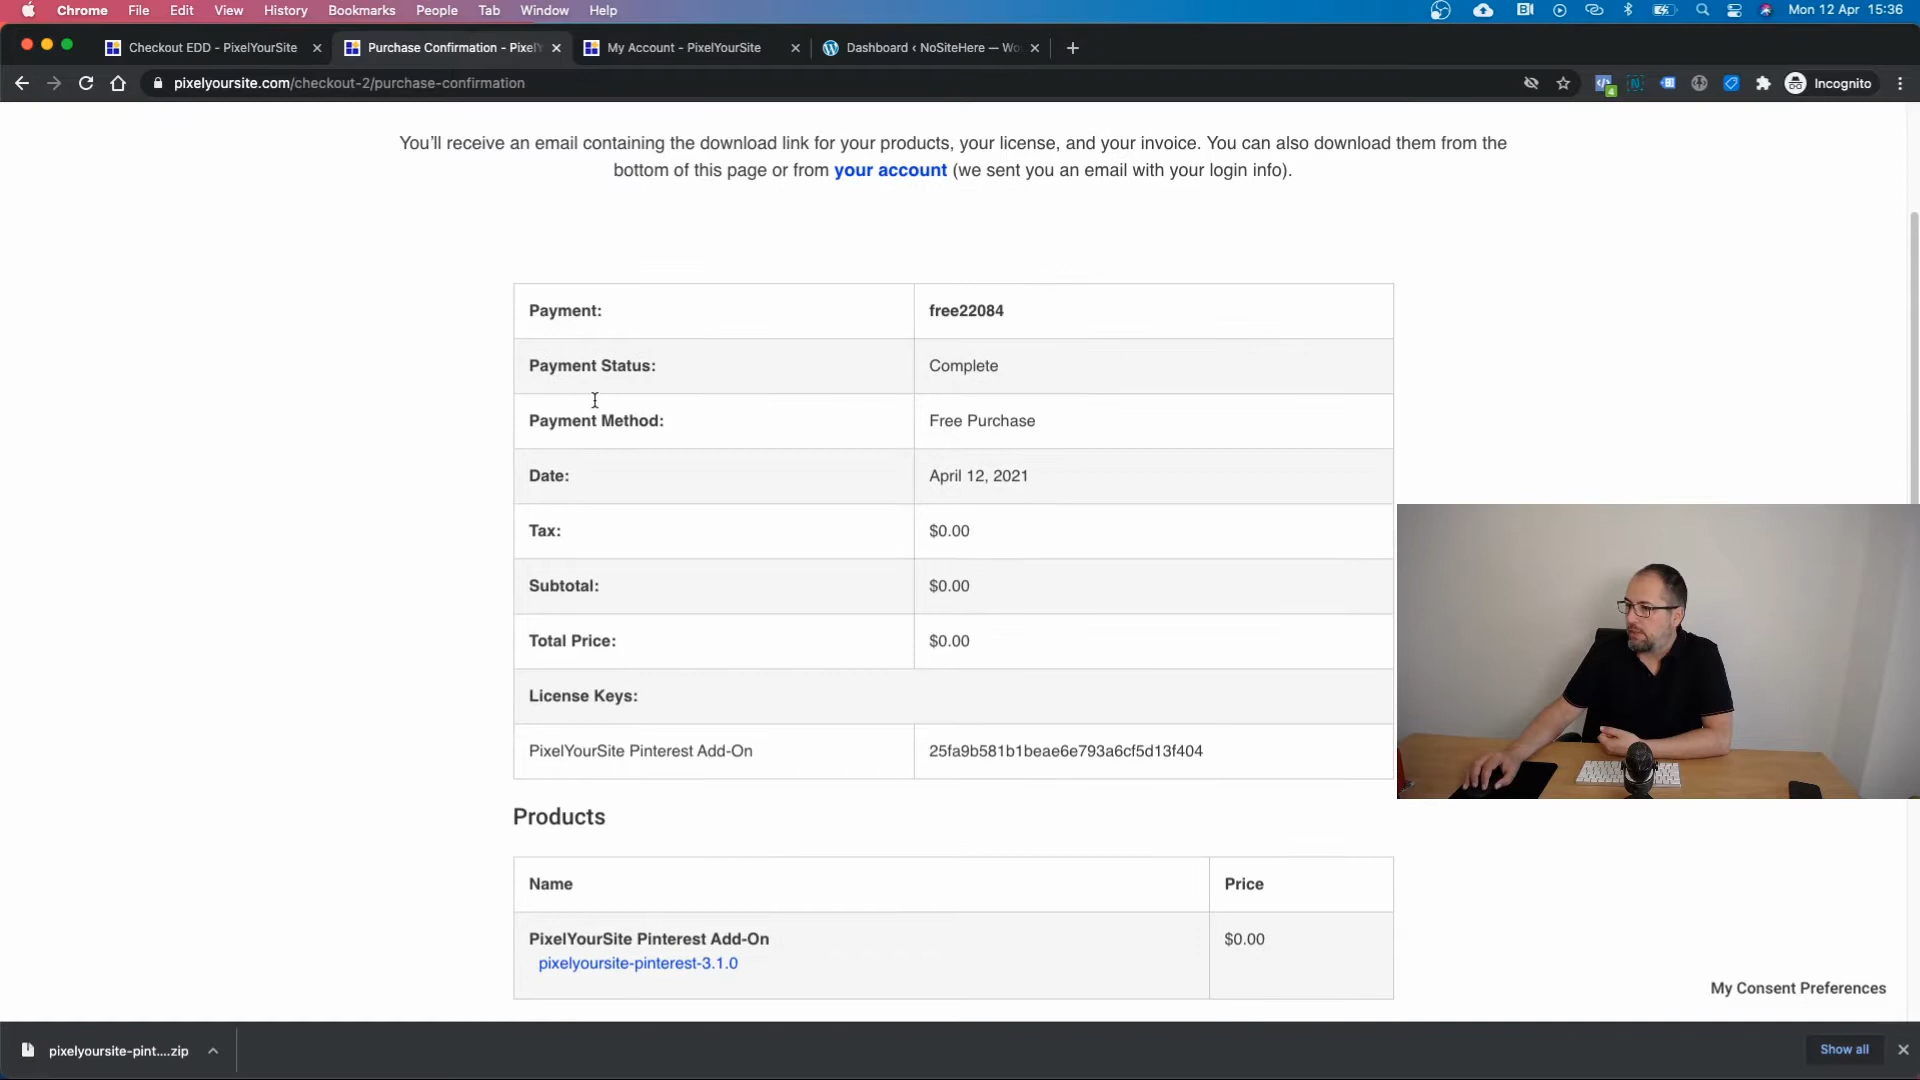 Chrome File Edit View History Bookmarks People Tab Window Help Mon 12 Apr 15:36
Checkout EDD - PixelYourSite Purchase Confirmation - Pixel My Account - PixelYourSite Dashboard ‹ NoSiteHere — Wo
pixelyoursite.com/checkout-2/purchase-confirmation 4 Incognito
You'll receive an email containing the download link for your products, your license, and your invoice. You can also download them from the
bottom of this page or from your account (we sent you an email with your login info).
Payment: free22084
Payment Status: Complete
Payment Method: Free Purchase
Date: April 12, 2021
Tax: $0.00
Subtotal: $0.00
Total Price: $0.00
License Keys:
PixelYourSite Pinterest Add-On 25fa9b581b1beae6e793a6cf5d13f404
Products
Name Price
PixelYourSite Pinterest Add-On $0.00
pixelyoursite-pinterest-3.1.0
My Consent Preferences
pixelyoursite-pint....zip Show all